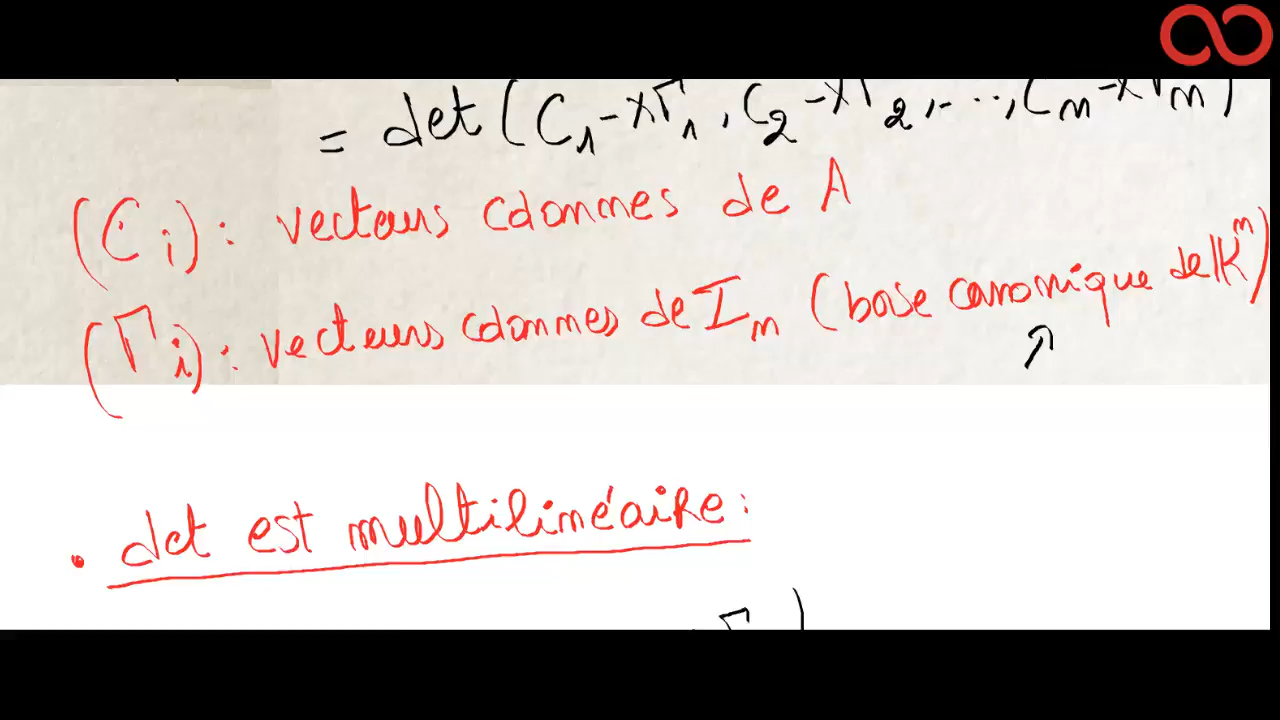 = det (C₁-XΓ₁, C₂-XΓ₂, ..., Cₙ-XΓₙ)
(Cᵢ) : vecteurs colonnes de A
(Γᵢ) : vecteurs colonnes de Iₙ (base canonique de 𝕂ⁿ)
• det est multilinéaire :
Γ )